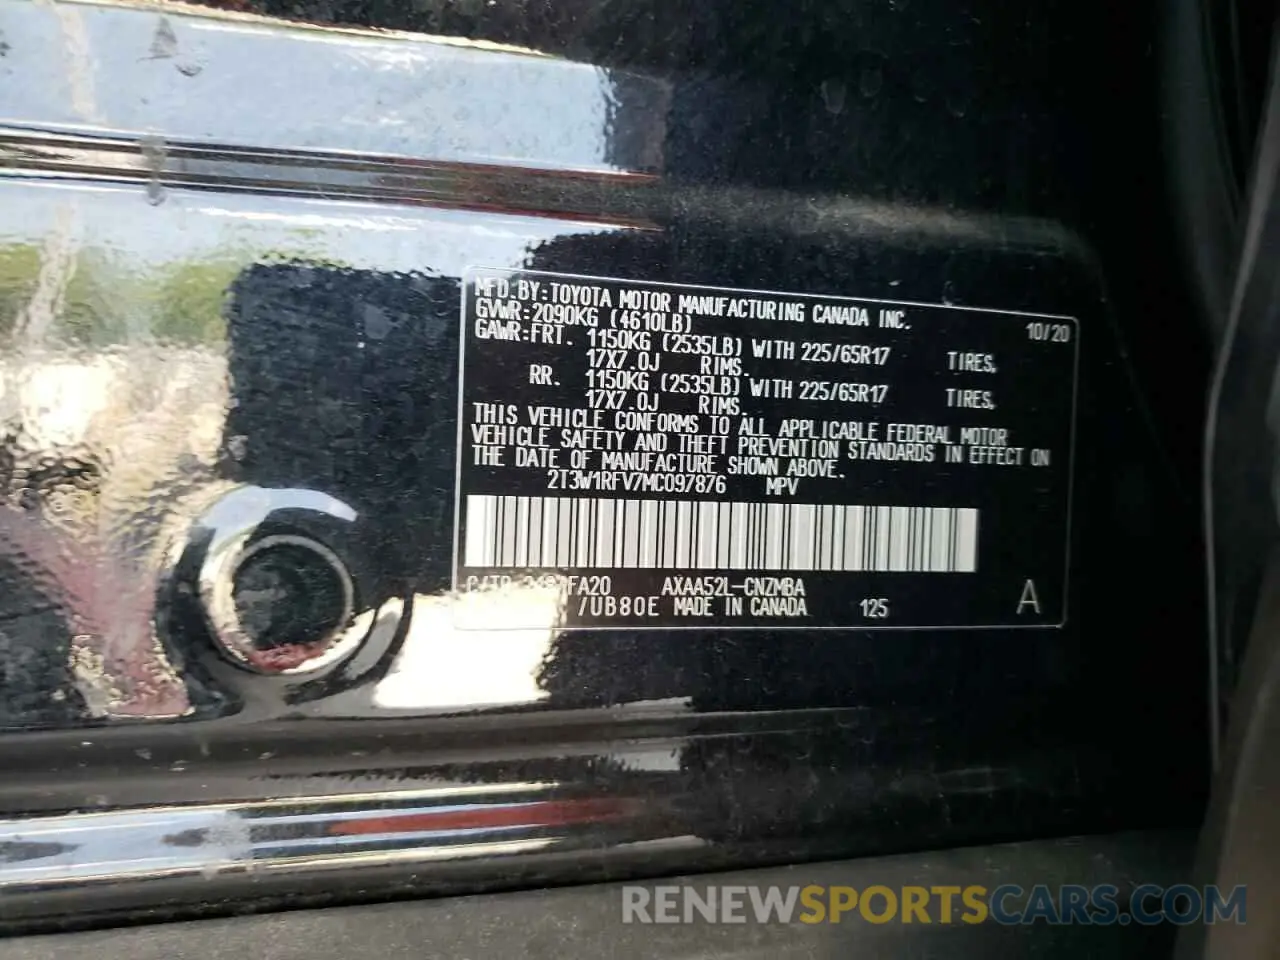 MFD.BY:TOYOTA MOTOR MANUFACTURING CANADA INC.
GVWR:2090KG (4610LB) 10/20
GAWR:FRT. 1150KG (2535LB) WITH 225/65R17 TIRES,
17X7.0J RIMS.
RR. 1150KG (2535LB) WITH 225/65R17 TIRES,
17X7.0J RIMS.
THIS VEHICLE CONFORMS TO ALL APPLICABLE FEDERAL MOTOR
VEHICLE SAFETY AND THEFT PREVENTION STANDARDS IN EFFECT ON
THE DATE OF MANUFACTURE SHOWN ABOVE.
2T3W1RFV7MC097876 MPV
C/TR AXAA52L-CNZMBA
/UB80E MADE IN CANADA 125 A
RENEWSPORTSCARS.COM